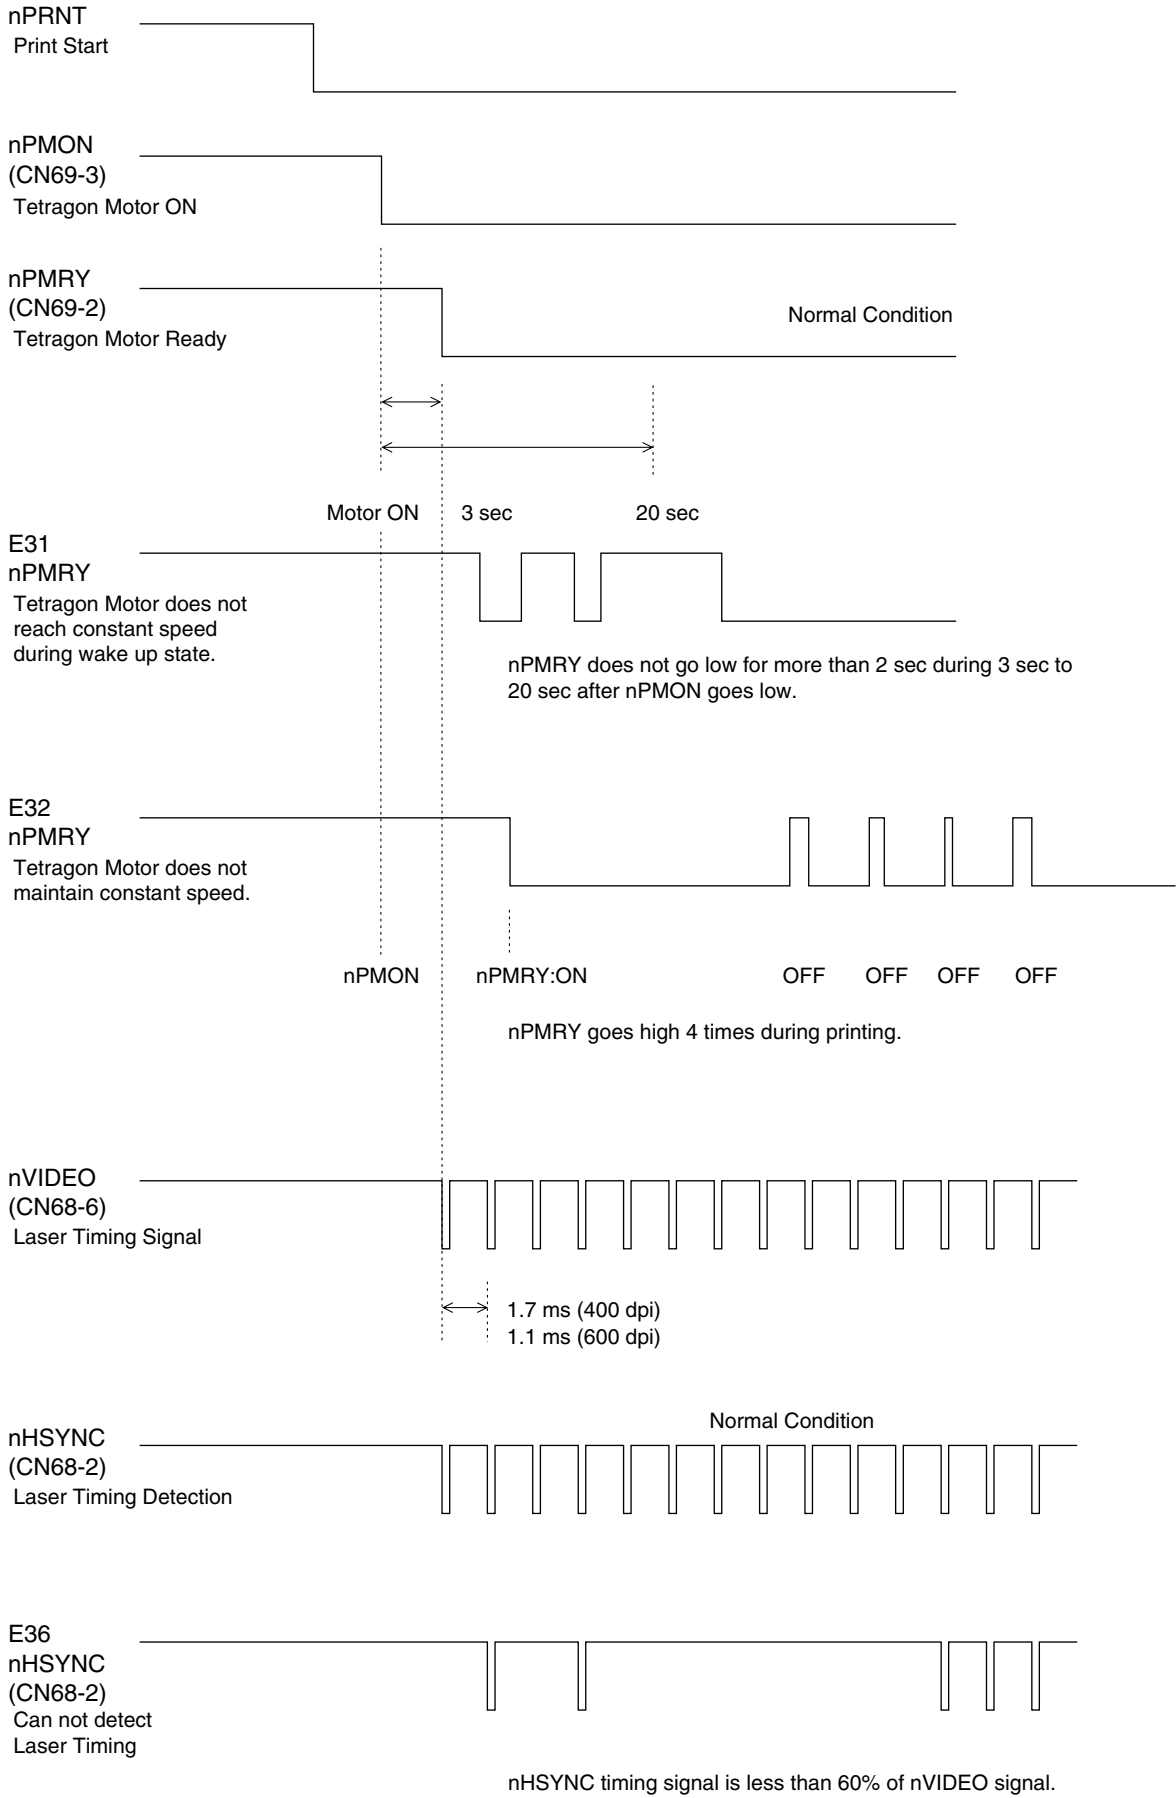 nPRNT
Print Start
nPMON
(CN69-3)
Tetragon Motor ON
nPMRY
(CN69-2)
Tetragon Motor Ready
Normal Condition
Motor ON 3 sec 20 sec
E31
nPMRY
Tetragon Motor does not
reach constant speed
during wake up state.
nPMRY does not go low for more than 2 sec during 3 sec to
20 sec after nPMON goes low.
E32
nPMRY
Tetragon Motor does not
maintain constant speed.
nPMON nPMRY:ON OFF OFF OFF OFF
nPMRY goes high 4 times during printing.
nVIDEO
(CN68-6)
Laser Timing Signal
1.7 ms (400 dpi)
1.1 ms (600 dpi)
Normal Condition
nHSYNC
(CN68-2)
Laser Timing Detection
E36
nHSYNC
(CN68-2)
Can not detect
Laser Timing
nHSYNC timing signal is less than 60% of nVIDEO signal.